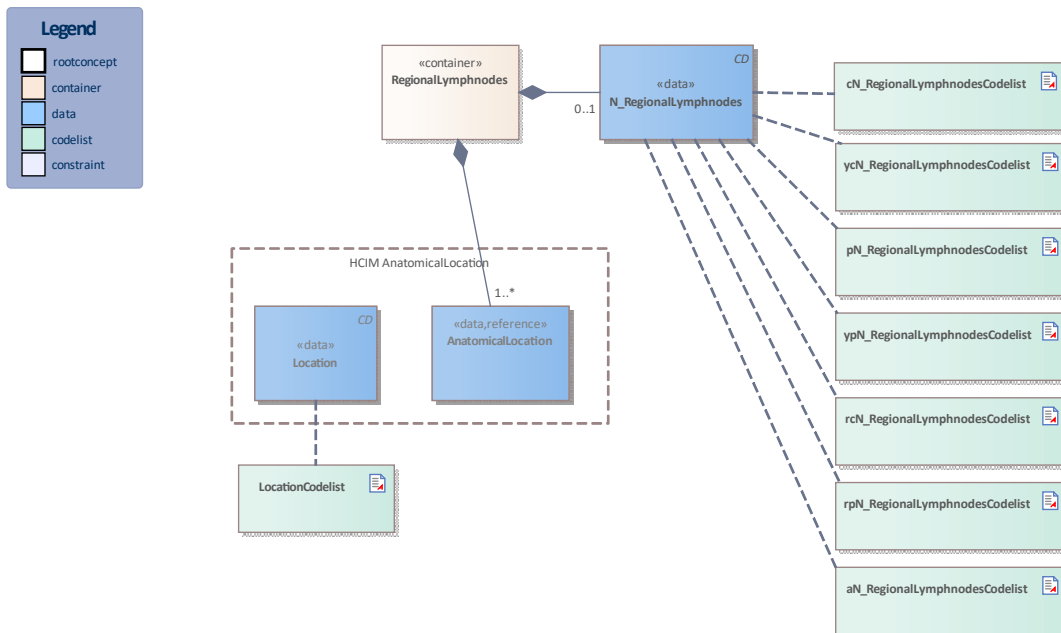 Legend
rootconcept
container
data
codelist
constraint
«container»
RegionalLymphnodes
0..1
CD
«data»
N_RegionalLymphnodes
cN_RegionalLymphnodesCodelist
ycN_RegionalLymphnodesCodelist
pN_RegionalLymphnodesCodelist
ypN_RegionalLymphnodesCodelist
rcN_RegionalLymphnodesCodelist
rpN_RegionalLymphnodesCodelist
aN_RegionalLymphnodesCodelist
HCIM AnatomicalLocation
1..*
CD
«data»
Location
«data,reference»
AnatomicalLocation
LocationCodelist